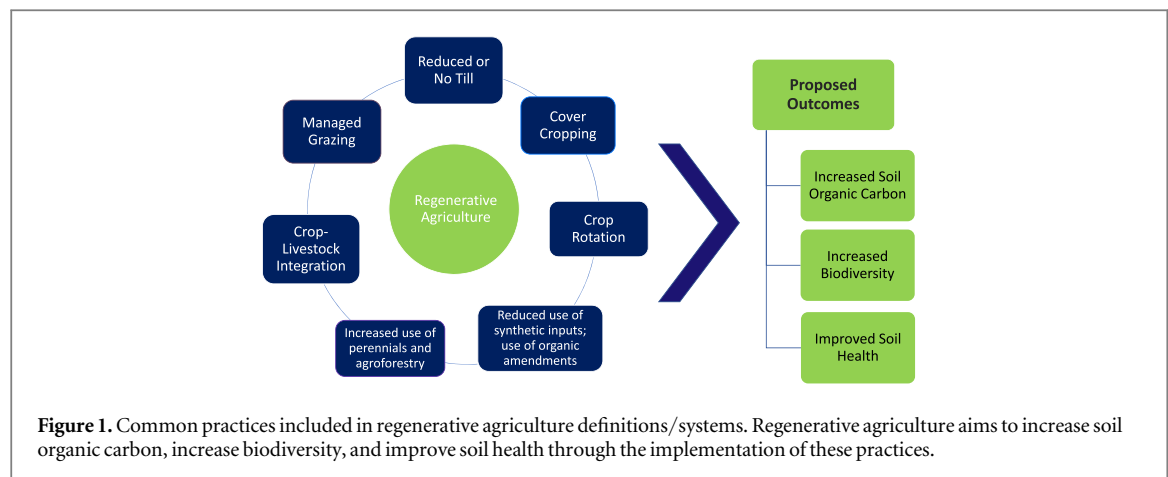 Reduced or
No Till
Cover
Cropping
Crop
Rotation
Reduced use of
synthetic inputs;
use of organic
amendments
Increased use of
perennials and
agroforestry
Crop-
Livestock
Integration
Managed
Grazing
Regenerative
Agriculture
Proposed
Outcomes
Increased Soil
Organic Carbon
Increased
Biodiversity
Improved Soil
Health
Figure 1. Common practices included in regenerative agriculture definitions/systems. Regenerative agriculture aims to increase soil
organic carbon, increase biodiversity, and improve soil health through the implementation of these practices.